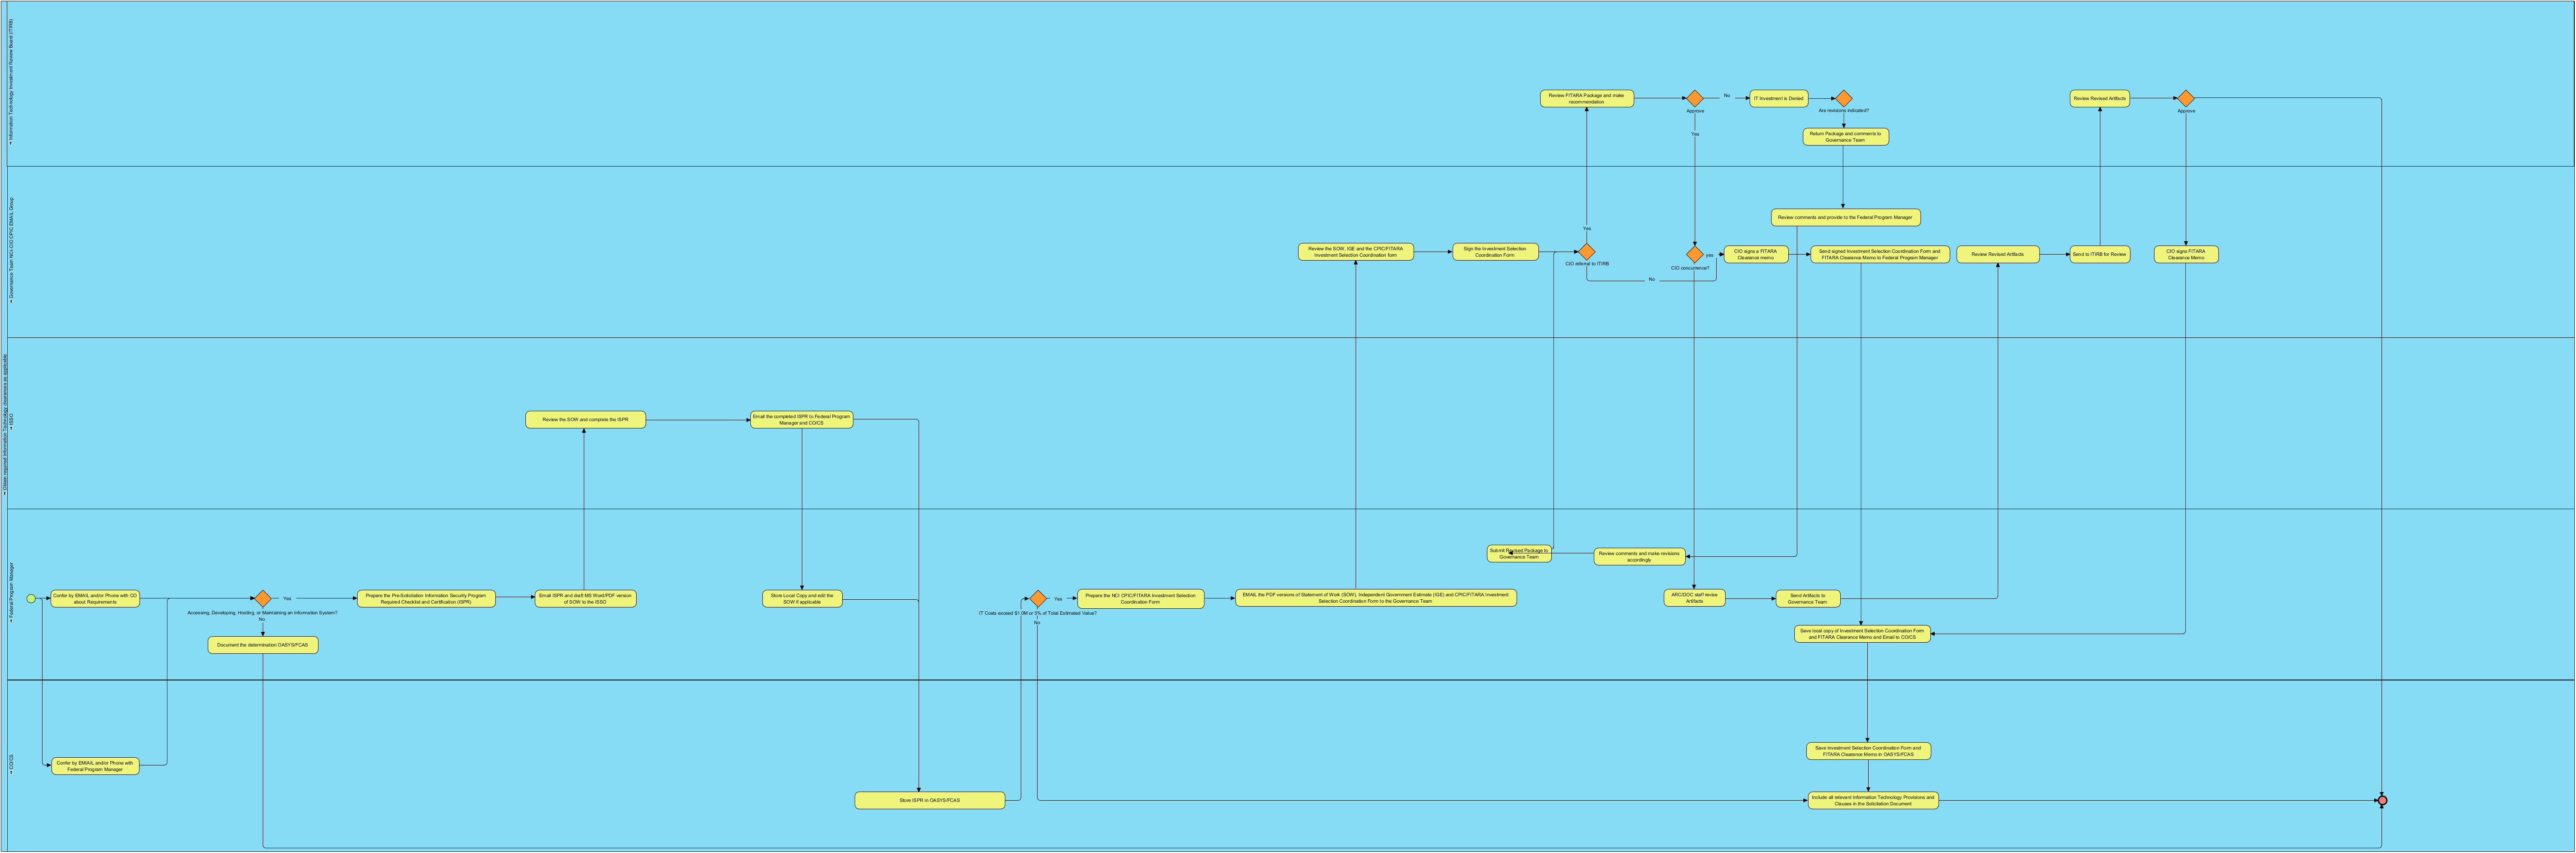 Obtain required Information Technology clearances as applicable
Information Technology Investment Review Board (ITIRB)
Review FITARA Package and make
recommendation
Approve
No
Yes
IT Investment is Denied
Are revisions indicated?
Return Package and comments to
Governance Team
Review Revised Artifacts
Approve
Governance Team NCI-CIO CPIC EMAIL Group
Review the SOW, IGE and the CPIC/FITARA
Investment Selection Coordination form
Sign the Investment Selection
Coordination Form
Yes
CIO referral to ITIRB
No
CIO concurrence?
yes
CIO signs a FITARA
Clearance memo
Review comments and provide to the Federal Program Manager
Send signed Investment Selection Coordination Form and
FITARA Clearance Memo to Federal Program Manager
Review Revised Artifacts
Send to ITIRB for Review
CIO signs FITARA
Clearance Memo
ISSO
Review the SOW and complete the ISPR
Email the completed ISPR to Federal Program
Manager and CO/CS
Federal Program Manager
Confer by EMAIL and/or Phone with CO
about Requirements
Accessing, Developing, Hosting, or Maintaining an Information System?
Yes
No
Document the determination OASYS/FCAS
Prepare the Pre-Solicitation Information Security Program
Required Checklist and Certification (ISPR)
Email ISPR and draft MS Word/PDF version
of SOW to the ISSO
Store Local Copy and edit the
SOW if applicable
IT Costs exceed $1.0M or 5% of Total Estimated Value?
Yes
No
Prepare the NCI CPIC/FITARA Investment Selection
Coordination Form
EMAIL the PDF versions of Statement of Work (SOW), Independent Government Estimate (IGE) and CPIC/FITARA Investment
Selection Coordination Form to the Governance Team
Submit Revised Package to
Governance Team
Review comments and make revisions
accordingly
ARC/DOC staff revise
Artifacts
Send Artifacts to
Governance Team
Save local copy of Investment Selection Coordination Form
and FITARA Clearance Memo and Email to CO/CS
CO/CS
Confer by EMIAIL and/or Phone with
Federal Program Manager
Store ISPR in OASYS/FCAS
Save Investment Selection Coordination Form and
FITARA Clearance Memo in OASYS/FCAS
Include all relevant Information Technology Provisions and
Clauses in the Solicitation Document